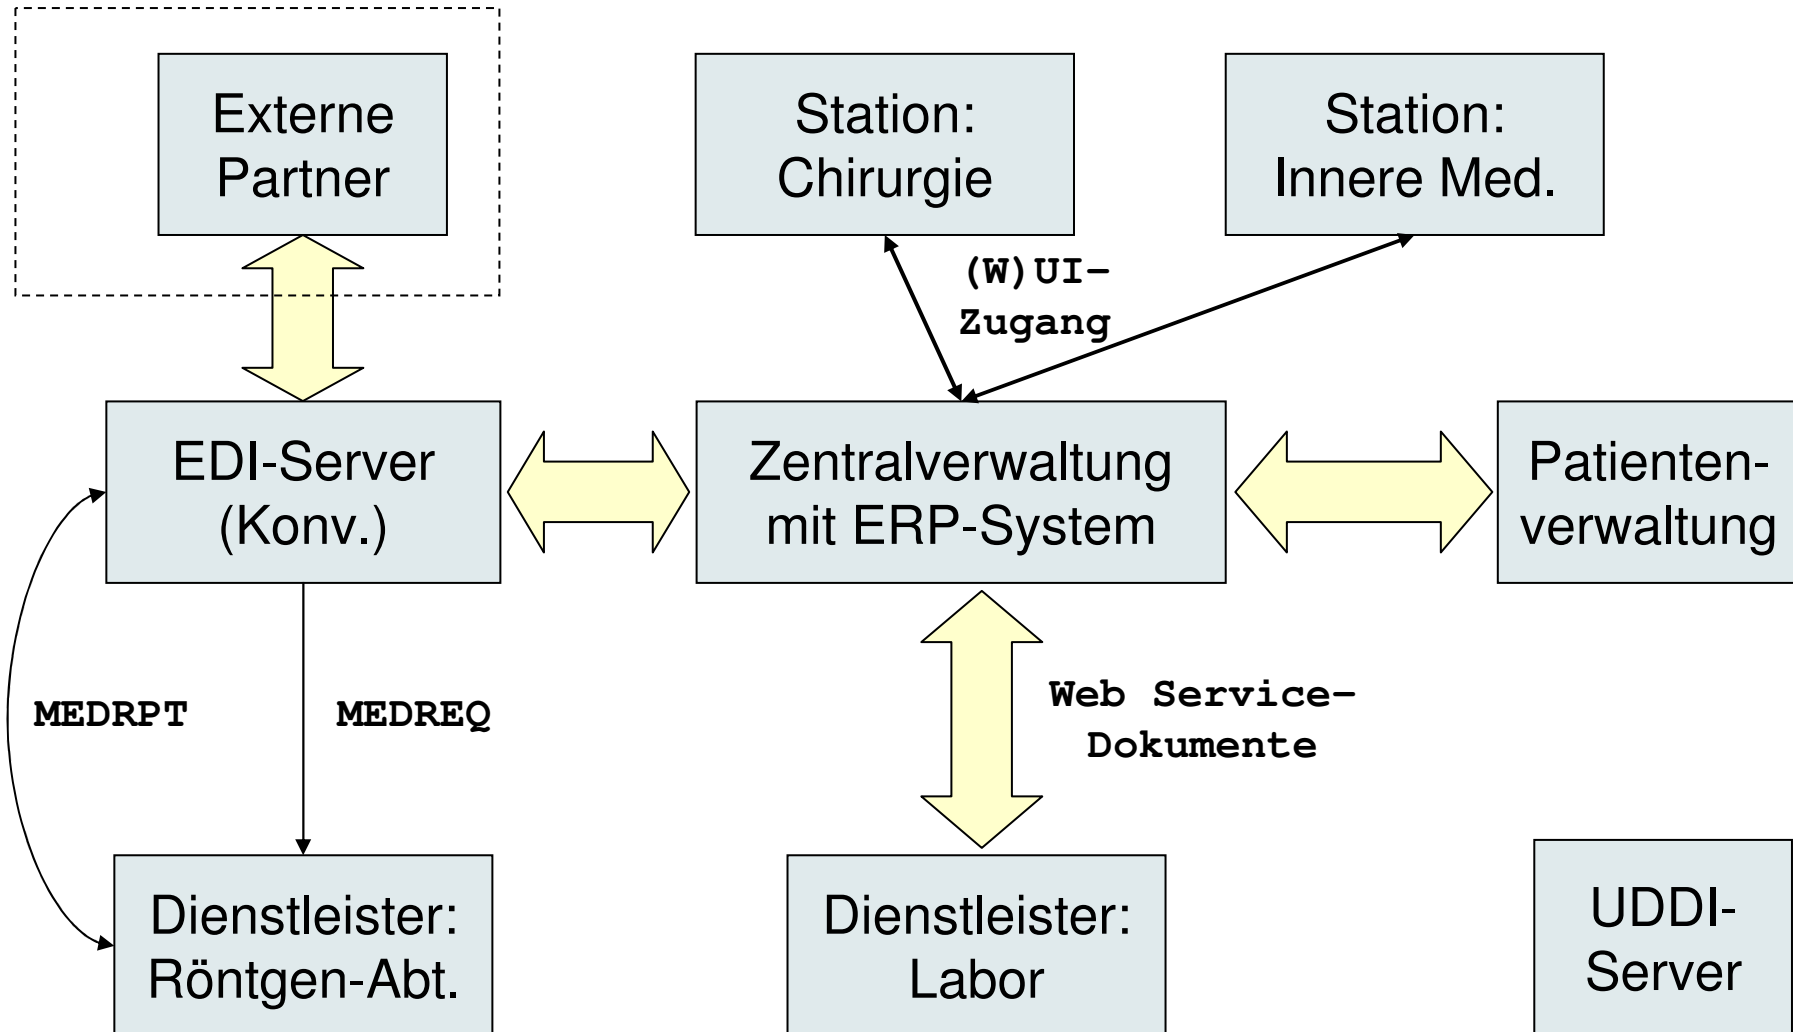 Externe
Partner
Station:
Chirurgie
Station:
Innere Med.
(W)UI-
Zugang
EDI-Server
(Konv.)
Zentralverwaltung
mit ERP-System
Patienten-
verwaltung
MEDRPT
MEDREQ
Web Service-
Dokumente
Dienstleister:
Röntgen-Abt.
Dienstleister:
Labor
UDDI-
Server